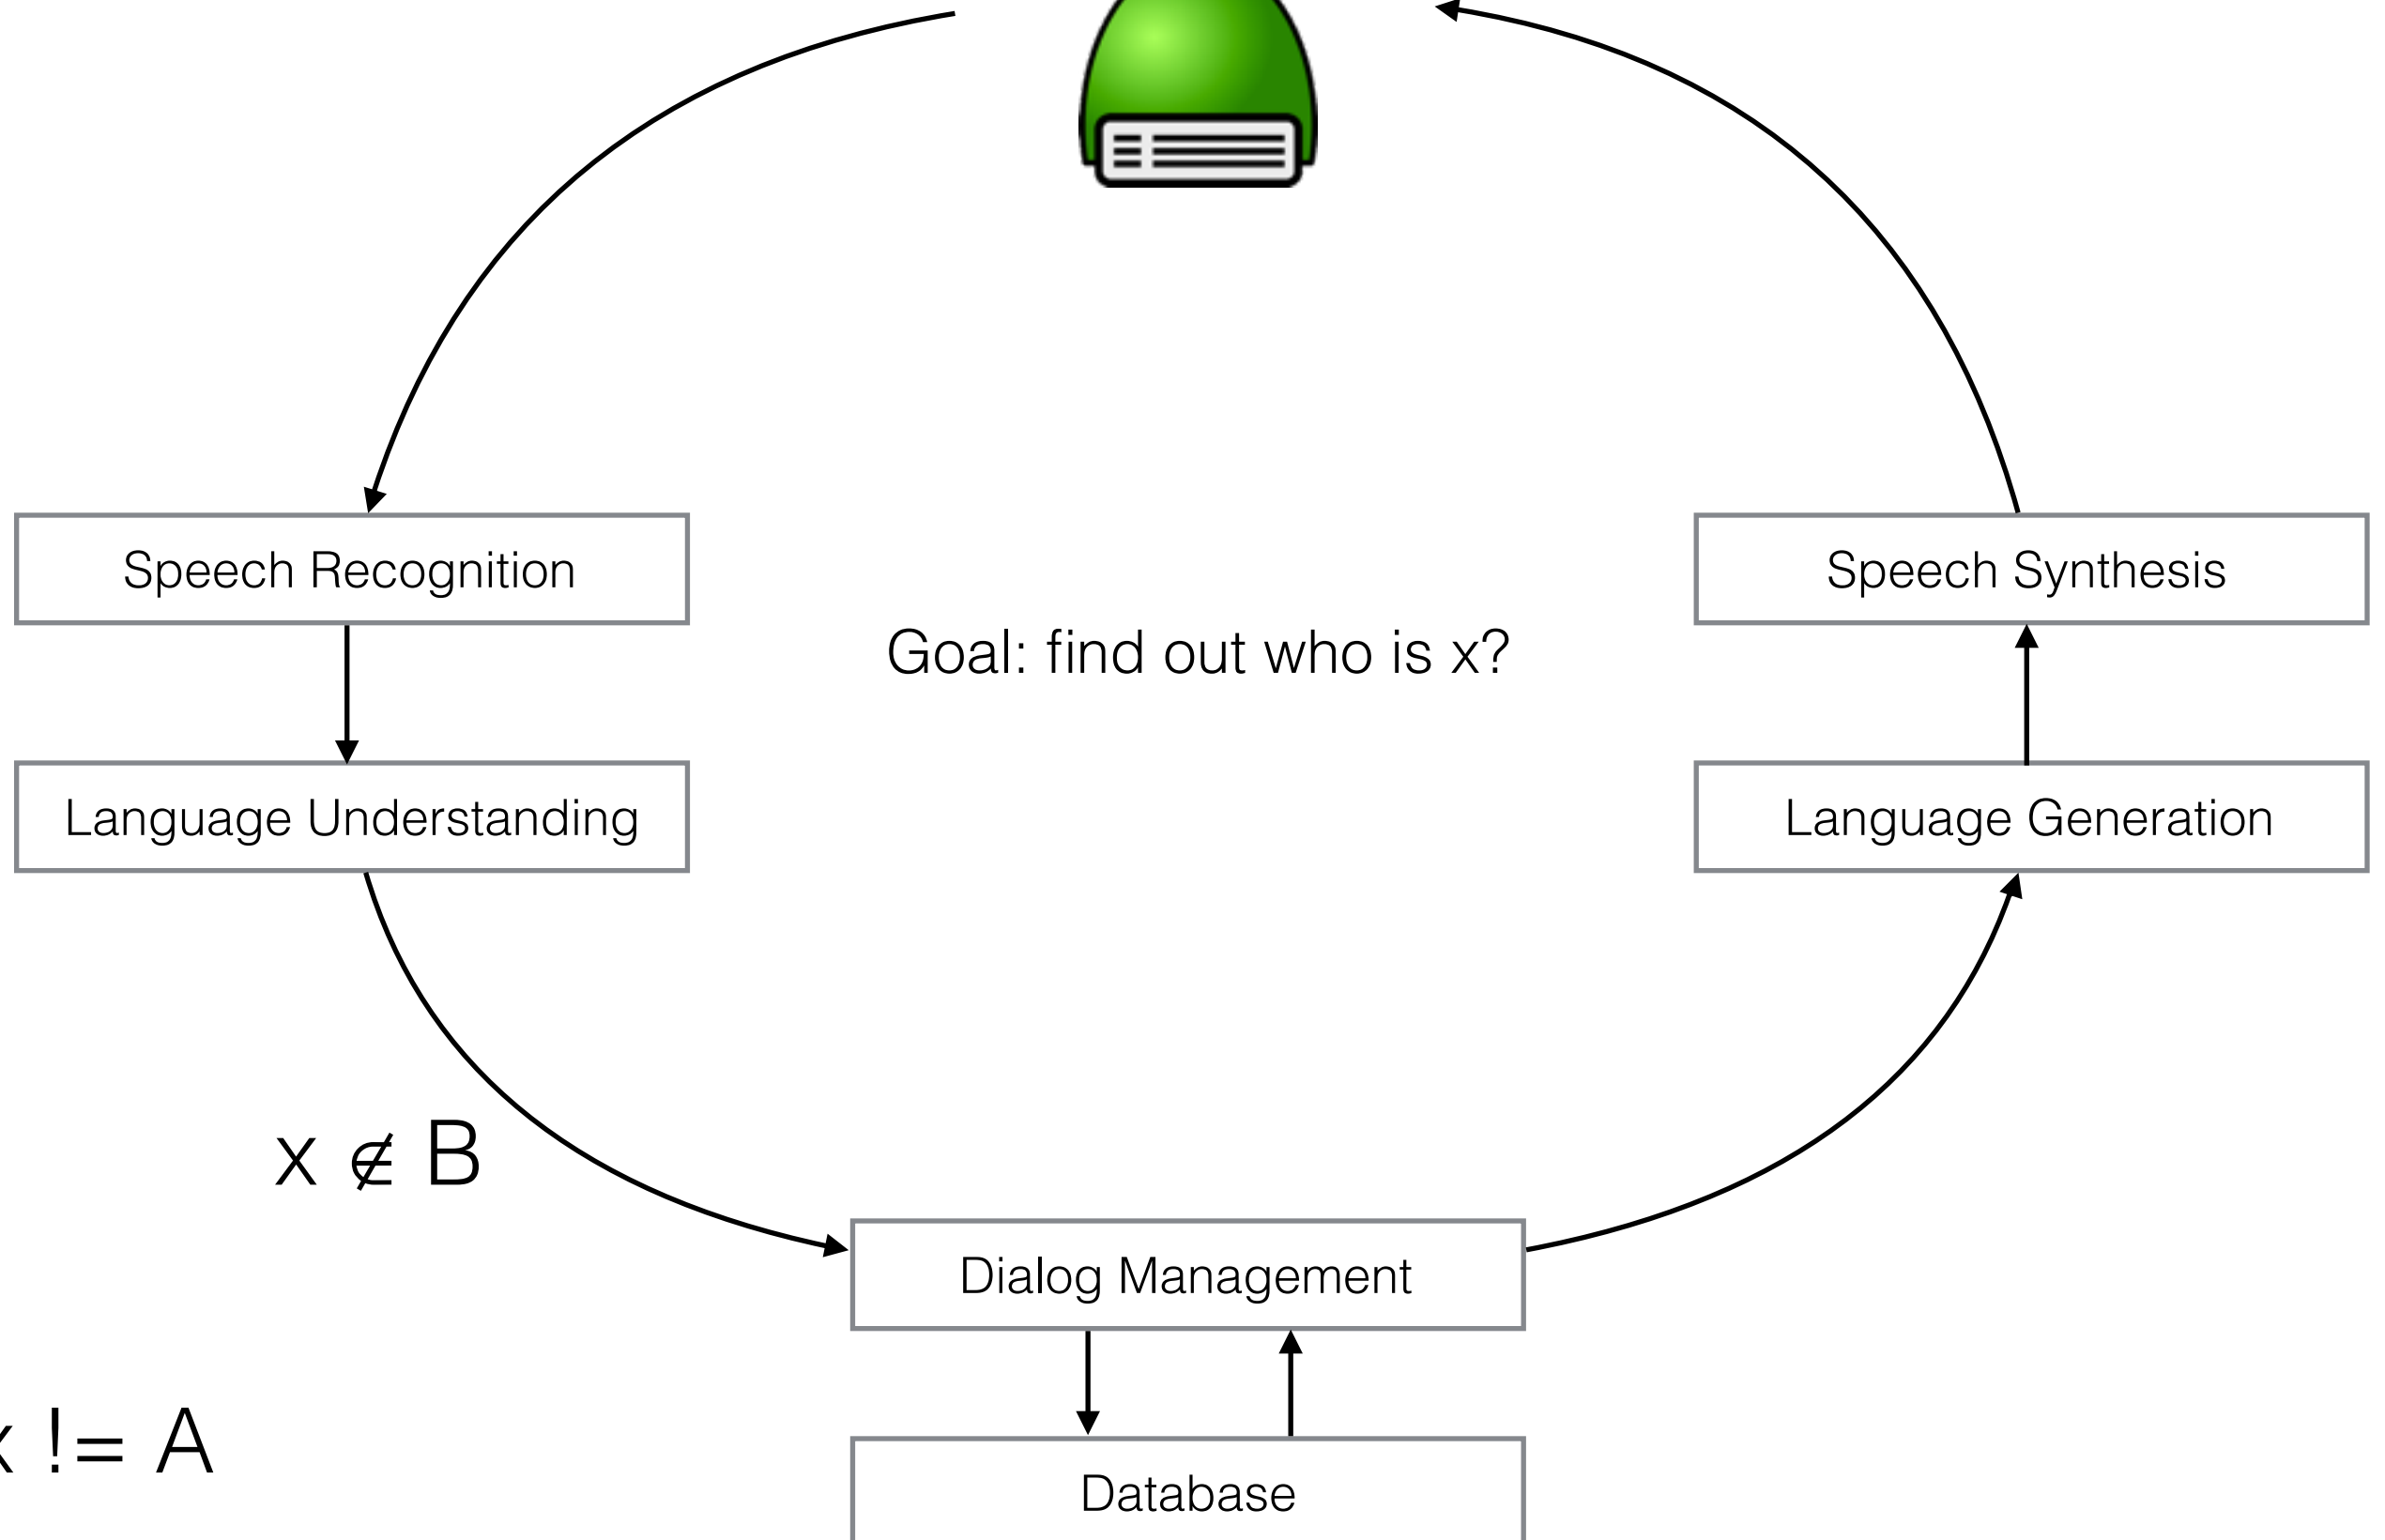 Speech Recognition
Speech Synthesis
Goal: find out who is x?
Language Understanding
Language Generation
x ∉ B
Dialog Management
x != A
Database